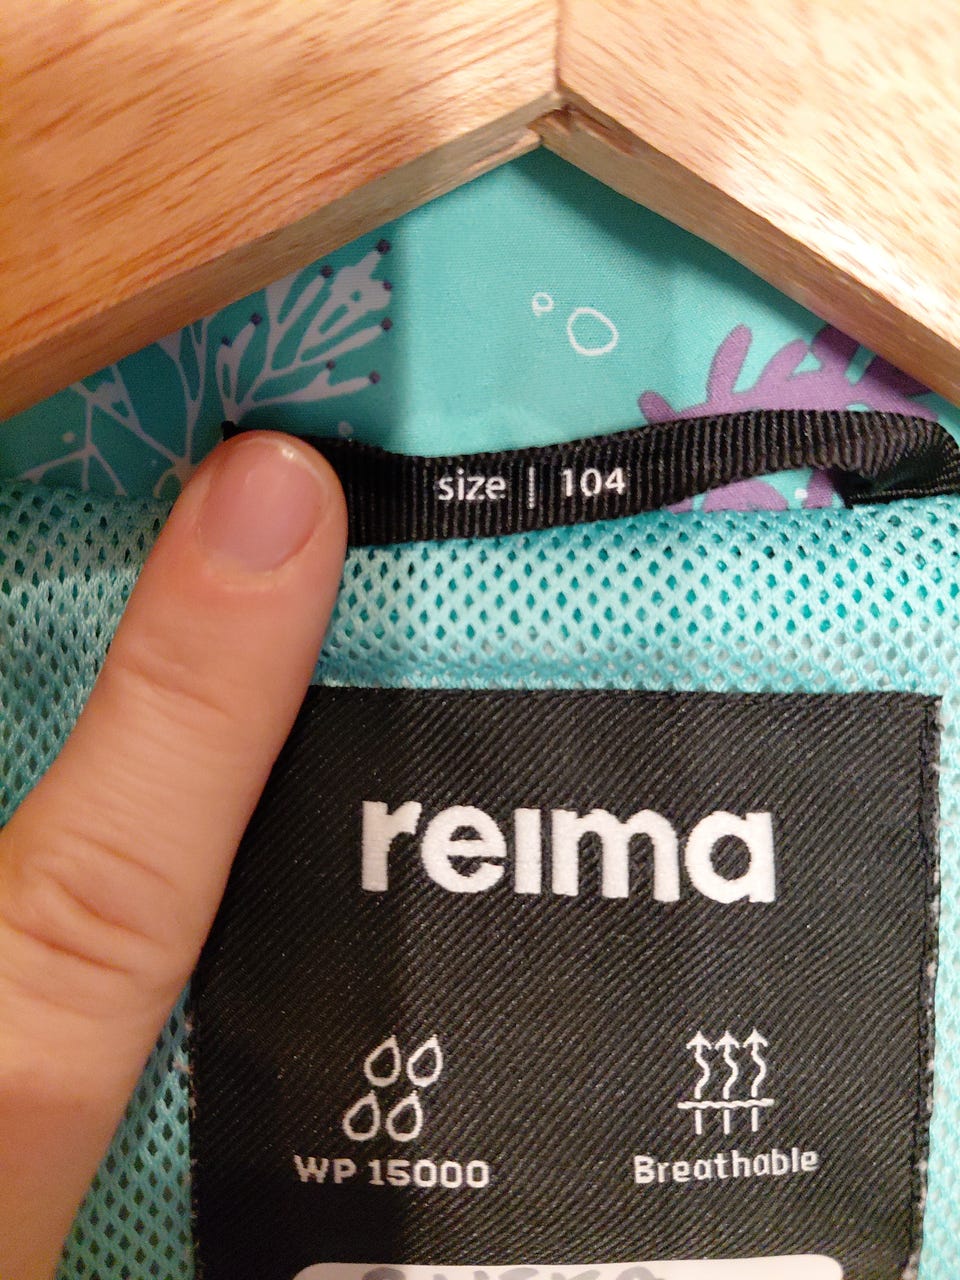 size | 104
reima
WP 15000
Breathable